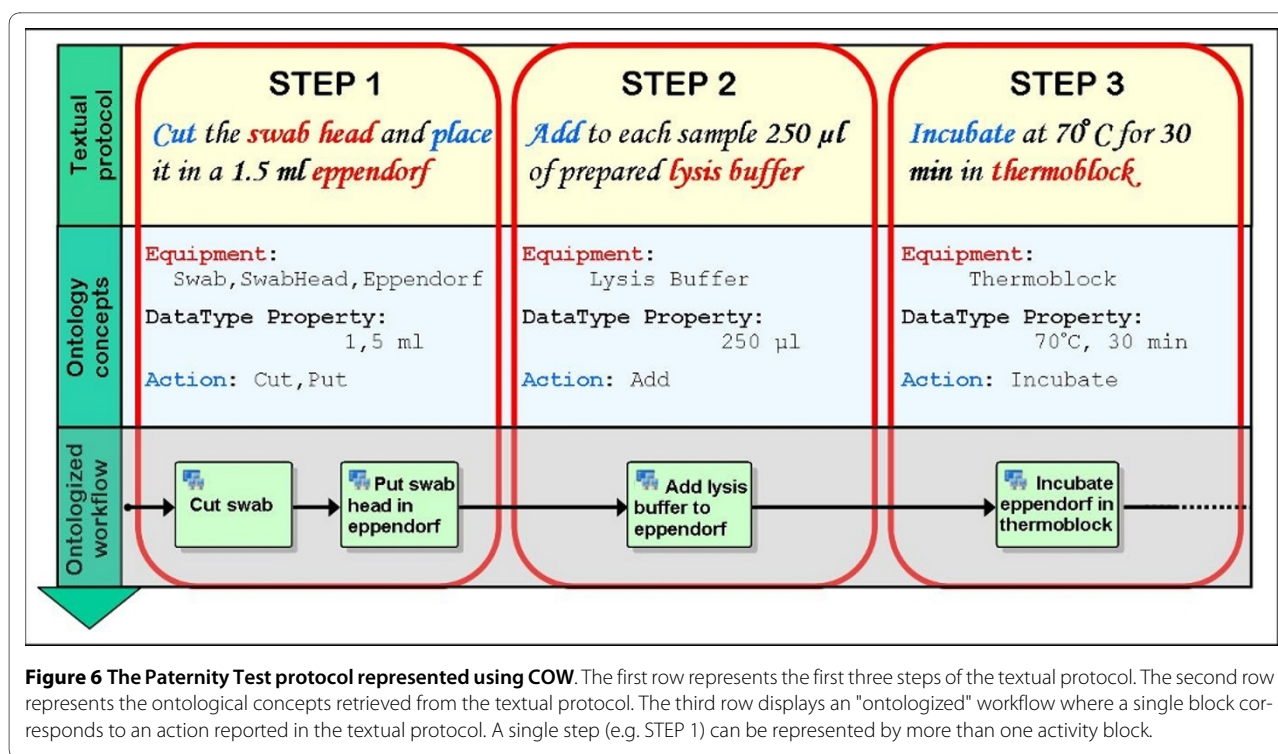 Textual
protocol
STEP 1
Cut the swab head and place
it in a 1.5 ml eppendorf
STEP 2
Add to each sample 250 µl
of prepared lysis buffer
STEP 3
Incubate at 70° C for 30
min in thermoblock.
Ontology
concepts
Equipment:
Swab,SwabHead,Eppendorf
DataType Property:
1,5 ml
Action: Cut,Put
Equipment:
Lysis Buffer
DataType Property:
250 µl
Action: Add
Equipment:
Thermoblock
DataType Property:
70°C, 30 min
Action: Incubate
Ontologized
workflow
Cut swab
Put swab
head in
eppendorf
Add lysis
buffer to
eppendorf
Incubate
eppendorf in
thermoblock
Figure 6 The Paternity Test protocol represented using COW. The first row represents the first three steps of the textual protocol. The second row
represents the ontological concepts retrieved from the textual protocol. The third row displays an "ontologized" workflow where a single block cor-
responds to an action reported in the textual protocol. A single step (e.g. STEP 1) can be represented by more than one activity block.